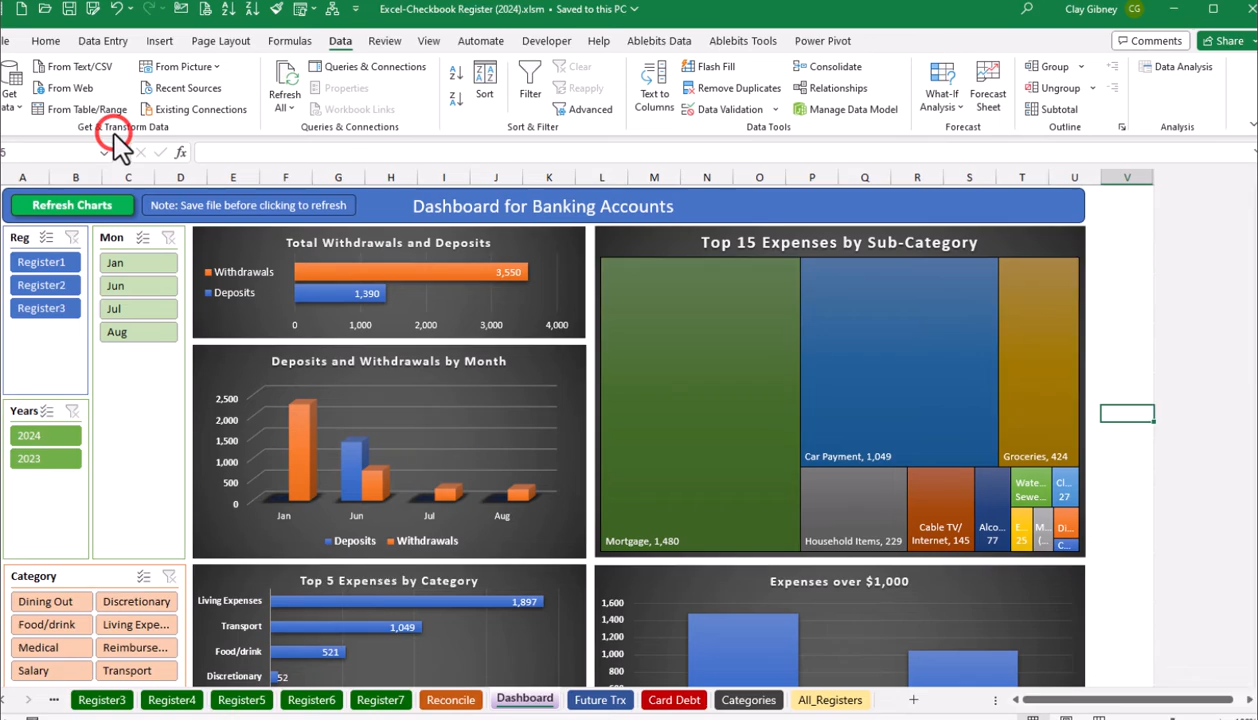 Excel-Checkbook Register (2024).xlsm • Saved to this PC
Clay Gibney CG
le Home Data Entry Insert Page Layout Formulas Data Review View Automate Developer Help Ablebits Data Ablebits Tools Power Pivot Comments Share
Get
ata
From Text/CSV
From Web
From Table/Range
From Picture
Recent Sources
Existing Connections
Get & Transform Data
Refresh
All
Queries & Connections
Properties
Workbook Links
Queries & Connections
Sort
Filter
Clear
Reapply
Advanced
Sort & Filter
Text to
Columns
Flash Fill
Remove Duplicates
Data Validation
Consolidate
Relationships
Manage Data Model
Data Tools
What-If
Analysis
Forecast
Sheet
Forecast
Group
Ungroup
Subtotal
Outline
Data Analysis
Analysis
5 fx
A B C D E F G H I J K L M N O P Q R S T U V
Refresh Charts
Note: Save file before clicking to refresh
Dashboard for Banking Accounts
Reg
Register1
Register2
Register3
Mon
Jan
Jun
Jul
Aug
Years
2024
2023
Category
Dining Out Discretionary
Food/drink Living Expe...
Medical Reimburse...
Salary Transport
Total Withdrawals and Deposits
Withdrawals 3,550
Deposits 1,390
0 1,000 2,000 3,000 4,000
Deposits and Withdrawals by Month
2,500
2,000
1,500
1,000
500
0
Jan Jun Jul Aug
Deposits Withdrawals
Top 5 Expenses by Category
Living Expenses 1,897
Transport 1,049
Food/drink 521
Discretionary 52
Top 15 Expenses by Sub-Category
Mortgage, 1,480
Car Payment, 1,049
Groceries, 424
Household Items, 229
Cable TV/
Internet, 145
Alco...
77
Wate...
Sewe...
Cl...
27
E...
25
M...
(...
Di...
C...
Expenses over $1,000
1,600
1,400
1,200
1,000
800
600
Register3 Register4 Register5 Register6 Register7 Reconcile Dashboard Future Trx Card Debt Categories All_Registers